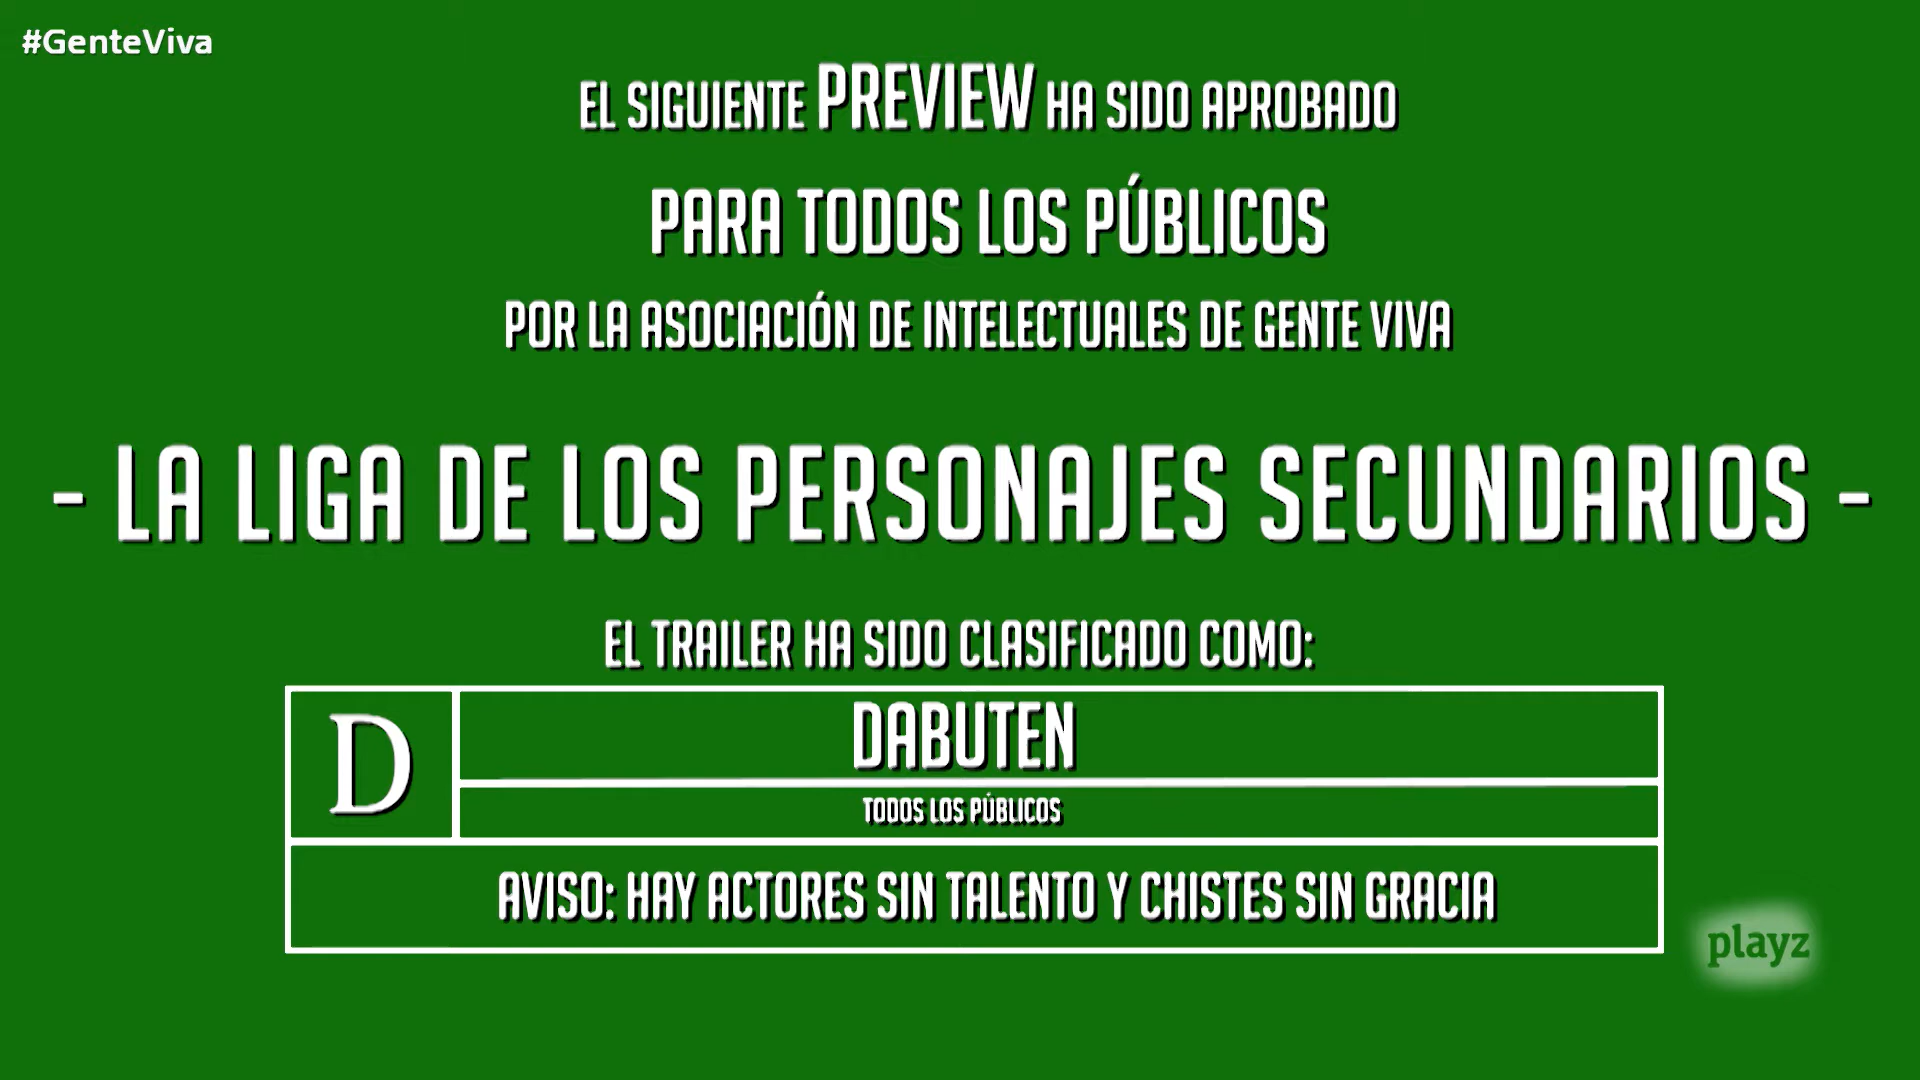 #GenteViva
EL SIGUIENTE PREVIEW HA SIDO APROBADO
PARA TODOS LOS PÚBLICOS
POR LA ASOCIACIÓN DE INTELECTUALES DE GENTE VIVA
- LA LIGA DE LOS PERSONAJES SECUNDARIOS -
EL TRAILER HA SIDO CLASIFICADO COMO:
D
DABUTEN
TODOS LOS PÚBLICOS
AVISO: HAY ACTORES SIN TALENTO Y CHISTES SIN GRACIA
playz